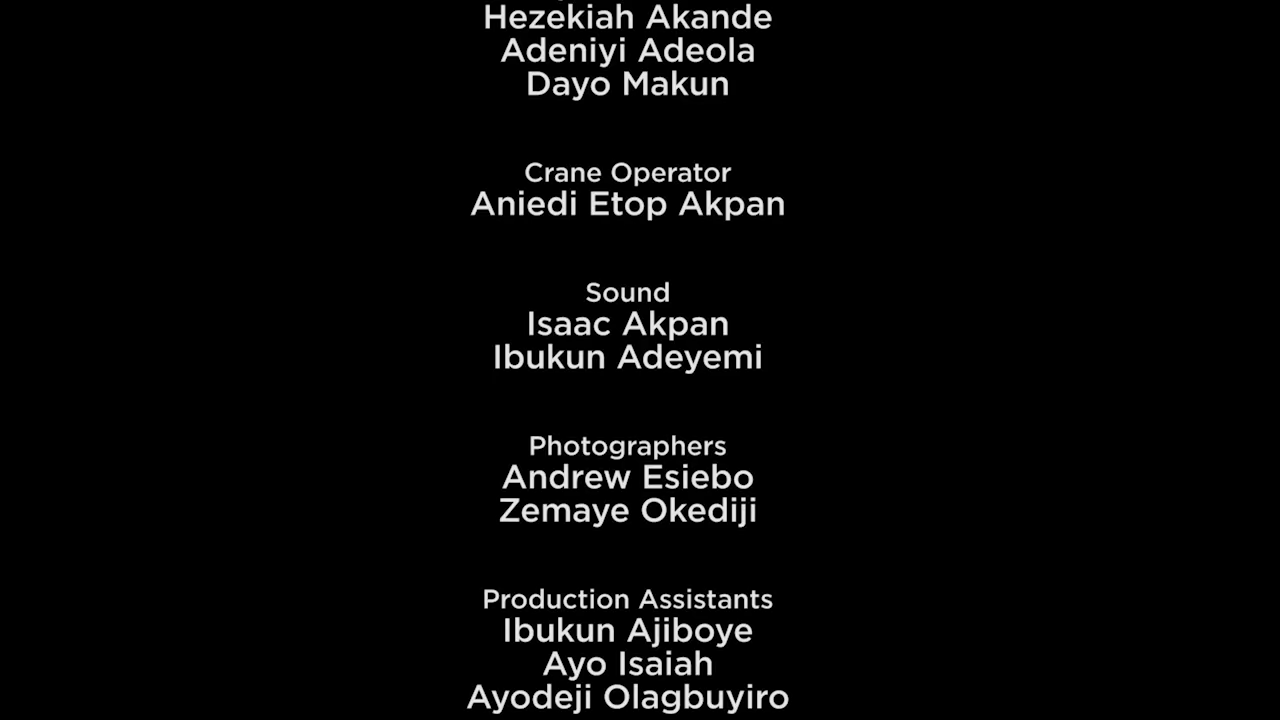 Hezekiah Akande
Adeniyi Adeola
Dayo Makun
Crane Operator
Aniedi Etop Akpan
Sound
Isaac Akpan
Ibukun Adeyemi
Photographers
Andrew Esiebo
Zemaye Okediji
Production Assistants
Ibukun Ajiboye
Ayo Isaiah
Ayodeji Olagbuyiro